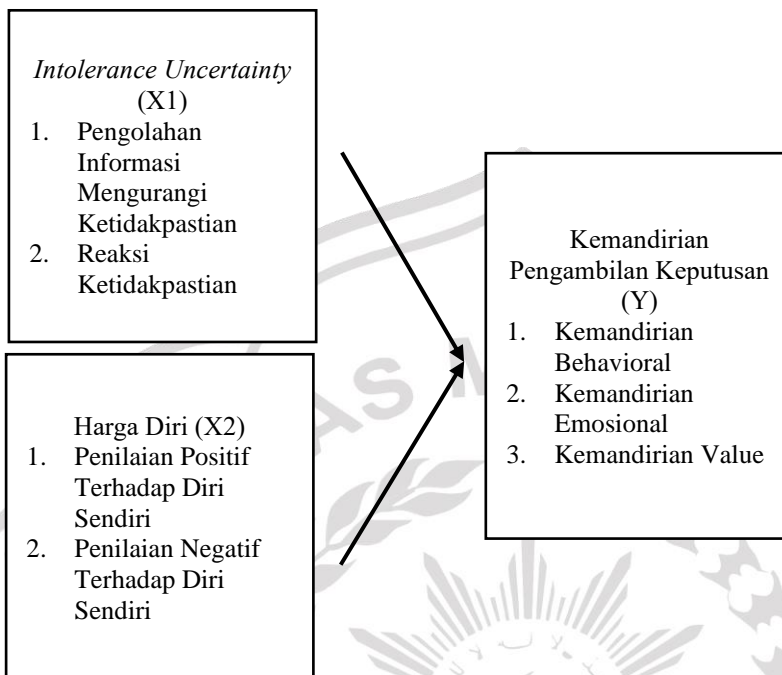 Intolerance Uncertainty
(X1)
1. Pengolahan
Informasi
Mengurangi
Ketidakpastian
2. Reaksi
Ketidakpastian
Harga Diri (X2)
1. Penilaian Positif
Terhadap Diri
Sendiri
2. Penilaian Negatif
Terhadap Diri
Sendiri
Kemandirian
Pengambilan Keputusan
(Y)
1. Kemandirian
Behavioral
2. Kemandirian
Emosional
3. Kemandirian Value
AS M